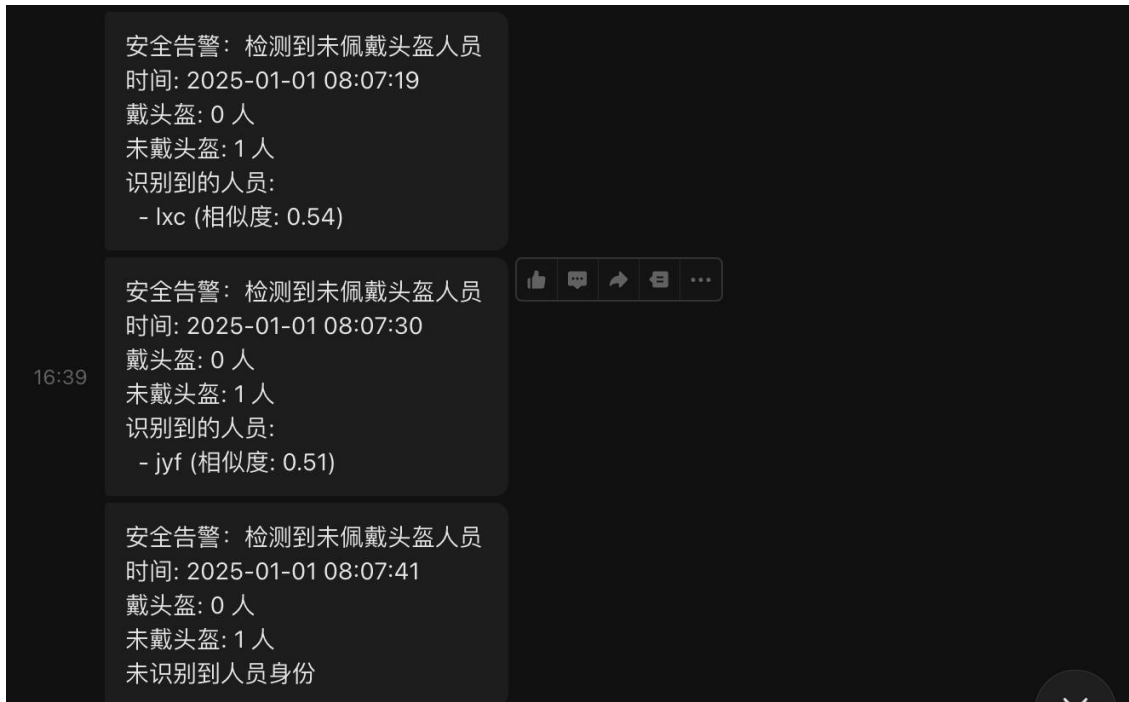 安全告警：检测到未佩戴头盔人员
时间: 2025-01-01 08:07:19
戴头盔: 0 人
未戴头盔: 1 人
识别到的人员:
- lxc (相似度: 0.54)
安全告警：检测到未佩戴头盔人员
时间: 2025-01-01 08:07:30
戴头盔: 0 人
16:39
未戴头盔: 1 人
识别到的人员:
- jyf (相似度: 0.51)
安全告警：检测到未佩戴头盔人员
时间: 2025-01-01 08:07:41
戴头盔: 0 人
未戴头盔: 1 人
未识别到人员身份